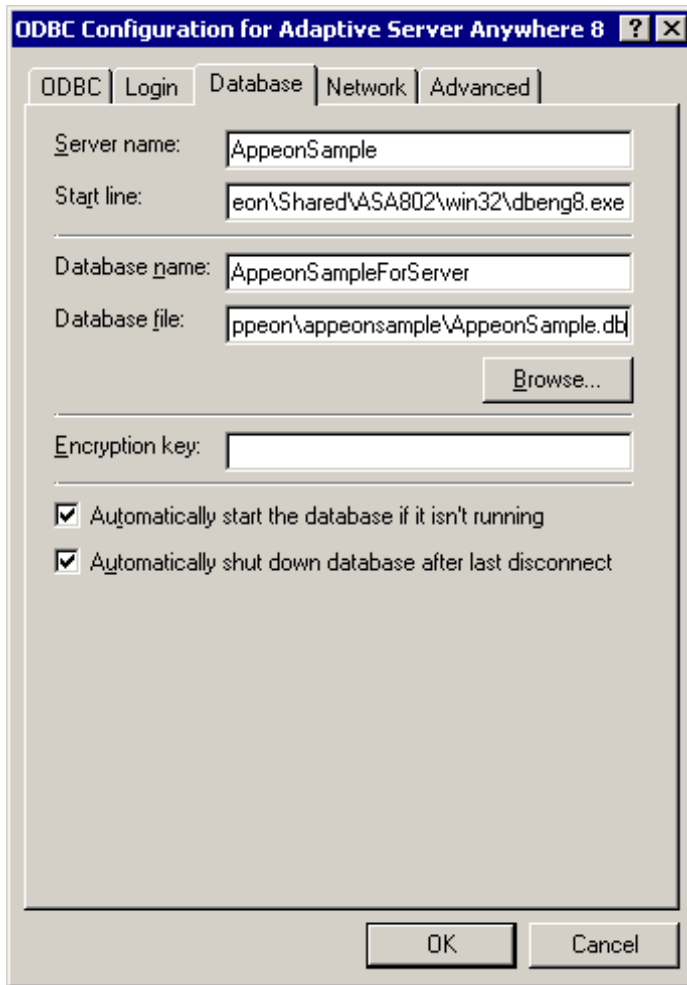 ODBC Configuration for Adaptive Server Anywhere 8 ?
ODBC Login Database Network Advanced
Server name: AppeonSample
Start line: eon\Shared\ASA802\win32\dbeng8.exe
Database name: AppeonSampleForServer
Database file: ppeon\appeonsample\AppeonSample.db
Browse...
Encryption key:
Automatically start the database if it isn't running
Automatically shut down database after last disconnect
OK Cancel